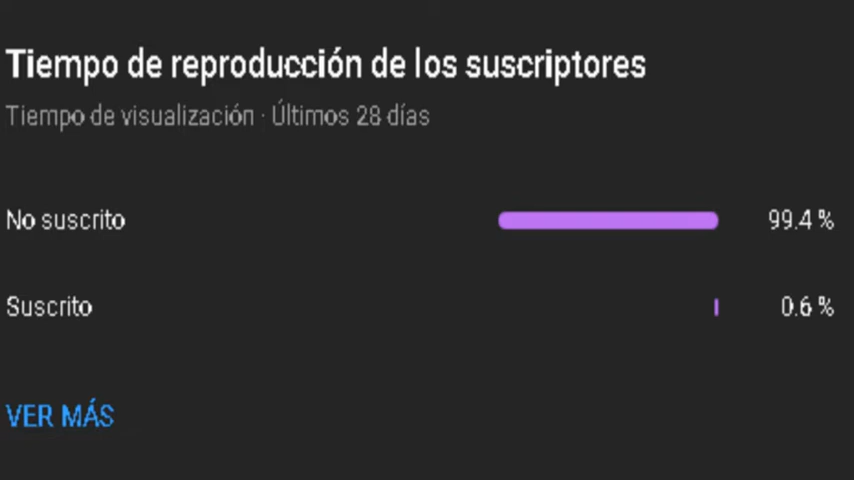 Tiempo de reproducción de los suscriptores
Tiempo de visualización · Últimos 28 días
No suscrito 99.4 %
Suscrito 0.6 %
VER MÁS